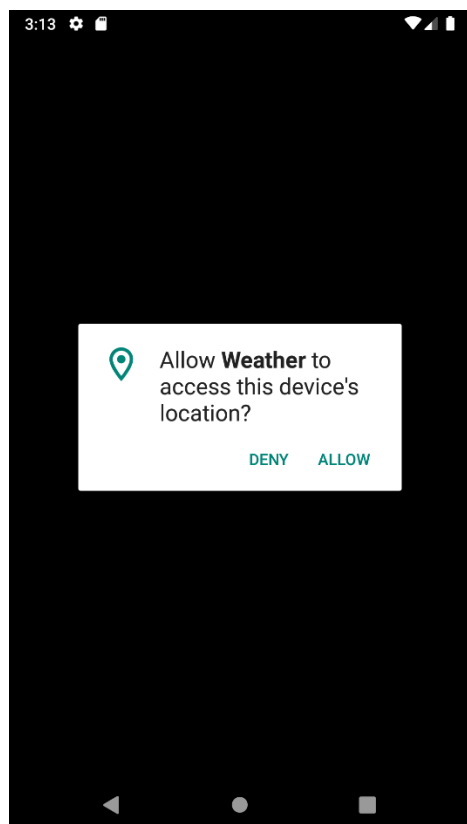 3:13
Allow Weather to
access this device's
location?
DENY ALLOW